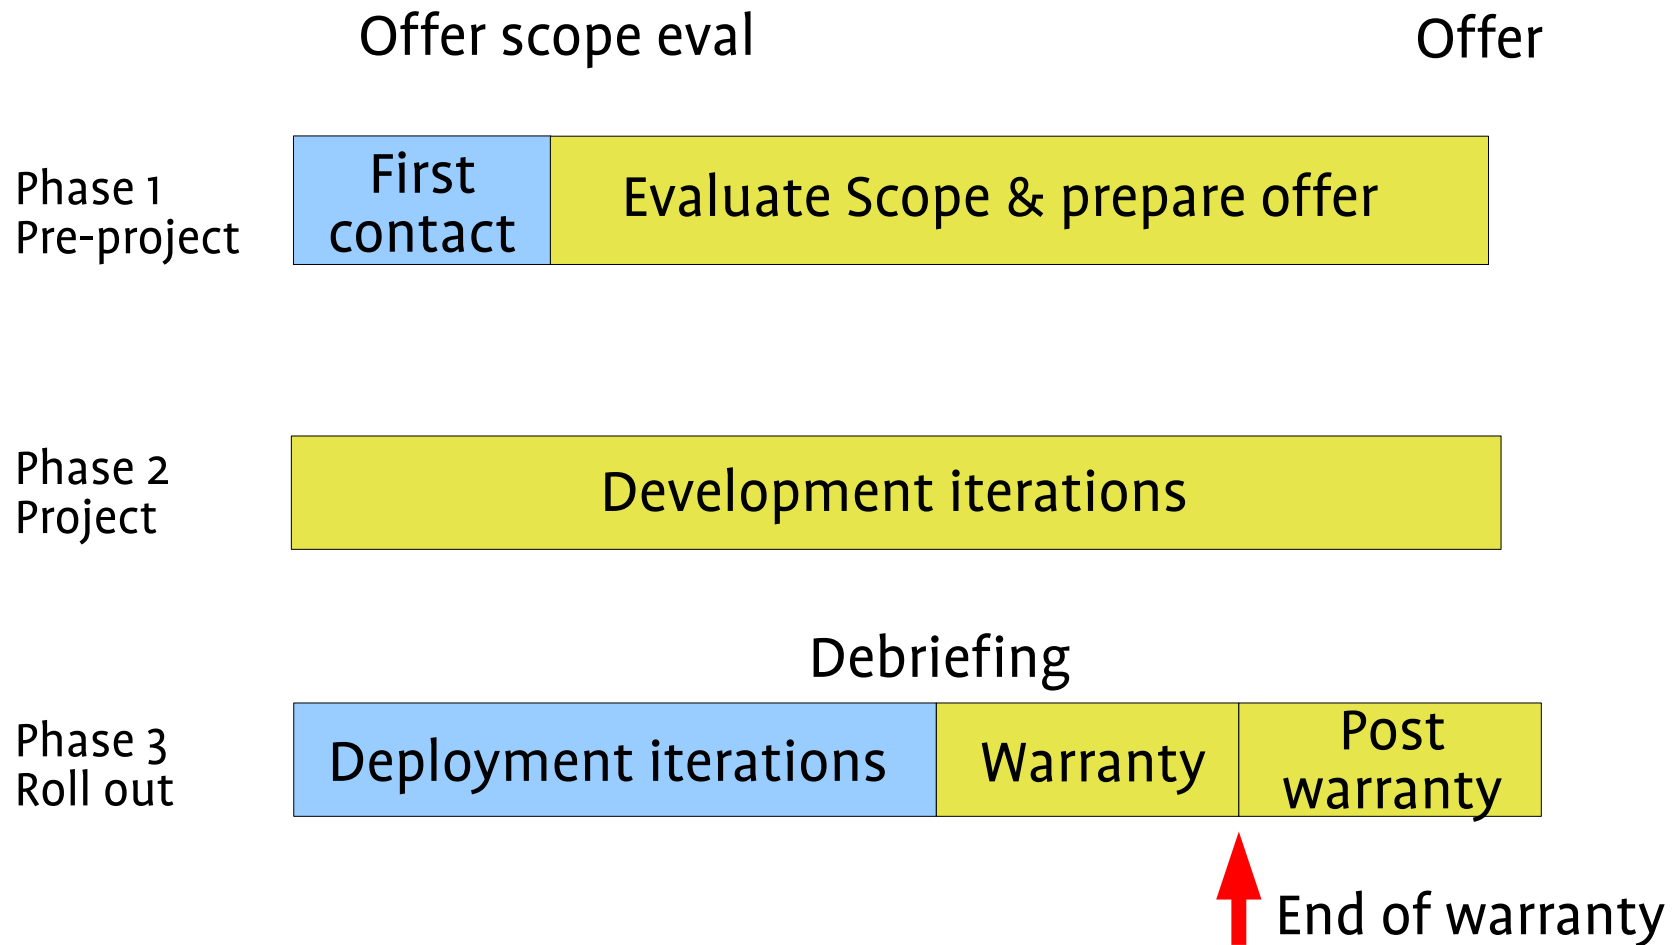 Offer scope eval
Offer
Phase 1
Pre-project
First
contact
Evaluate Scope & prepare offer
Phase 2
Project
Development iterations
Debriefing
Phase 3
Roll out
Deployment iterations
Warranty
Post
warranty
End of warranty